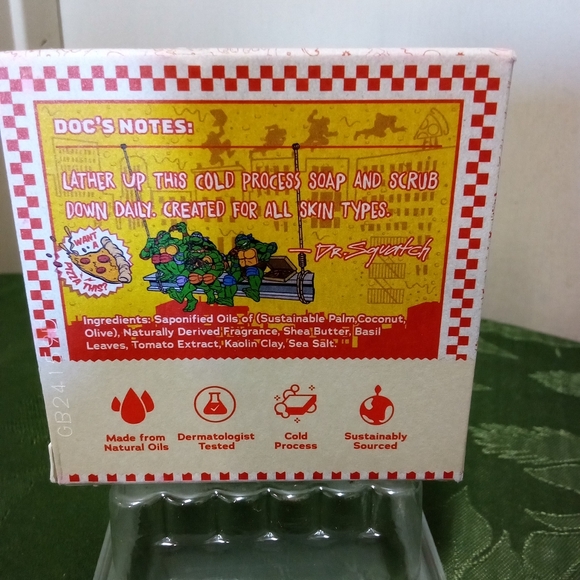 DOC'S NOTES:
LATHER UP THIS COLD PROCESS SOAP AND SCRUB
DOWN DAILY. CREATED FOR ALL SKIN TYPES.
- DR. Squatch
WANT A
PIZZA THIS?
Ingredients: Saponified Oils of (Sustainable Palm,Coconut,
Olive), Naturally Derived Fragrance, Shea Butter, Basil
Leaves, Tomato Extract, Kaolin Clay, Sea Salt.
Made from
Natural Oils
Dermatologist
Tested
Cold
Process
Sustainably
Sourced